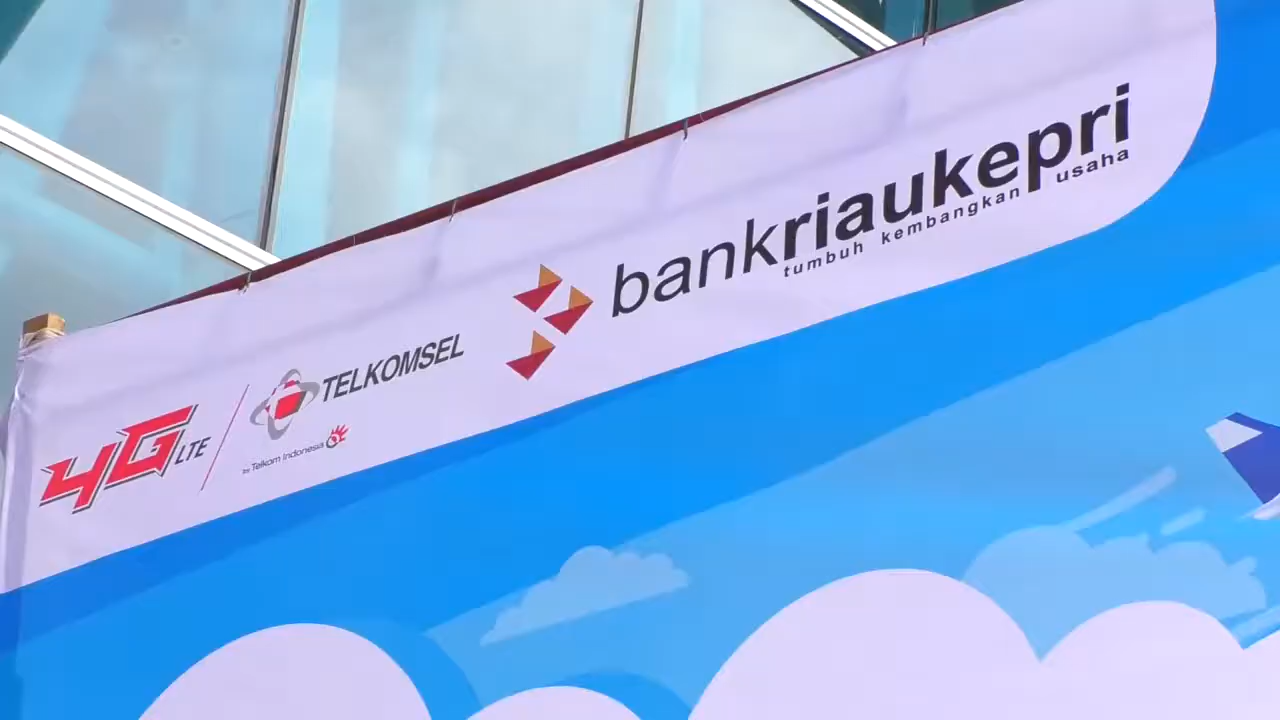 4G LTE
TELKOMSEL
by Telkom Indonesia
bankriaukepri
tumbuh kembangkan usaha